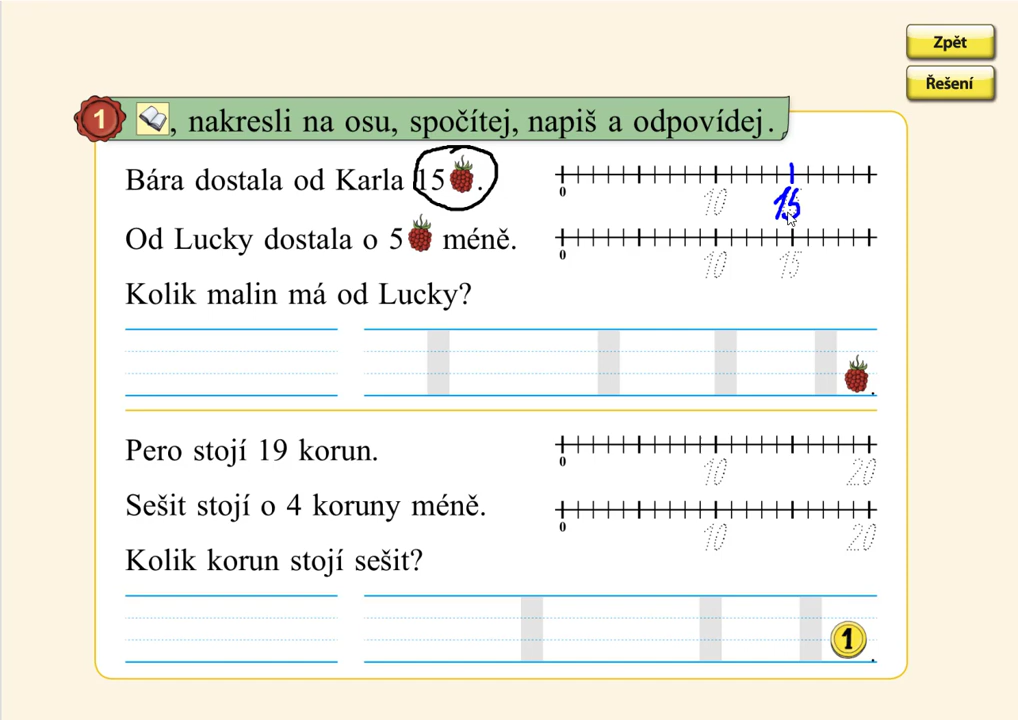 Zpět
Řešení
1 , nakresli na osu, spočítej, napiš a odpovídej.
Bára dostala od Karla 15 .
0 10 15
Od Lucky dostala o 5 méně.
0 10 15
Kolik malin má od Lucky?
.
Pero stojí 19 korun.
0 10 20
Sešit stojí o 4 koruny méně.
0 10 20
Kolik korun stojí sešit?
1 .